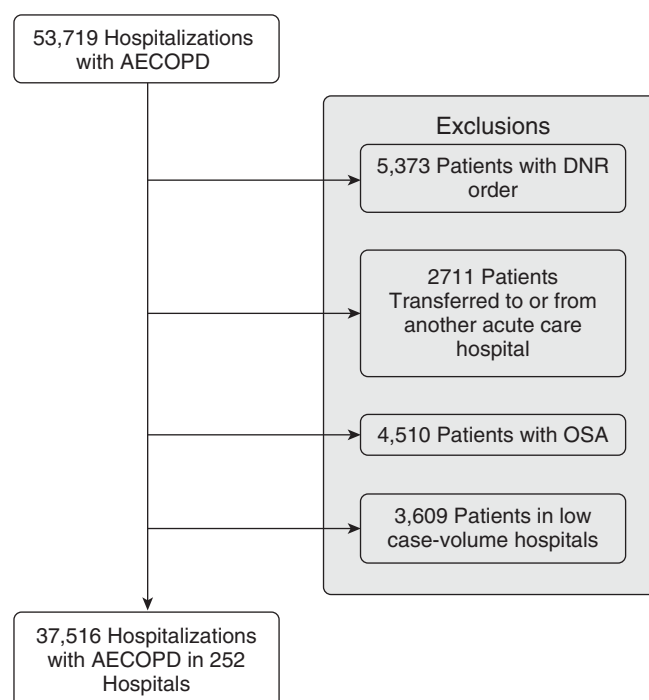 53,719 Hospitalizations
with AECOPD
Exclusions
5,373 Patients with DNR
order
2711 Patients
Transferred to or from
another acute care
hospital
4,510 Patients with OSA
3,609 Patients in low
case-volume hospitals
37,516 Hospitalizations
with AECOPD in 252
Hospitals